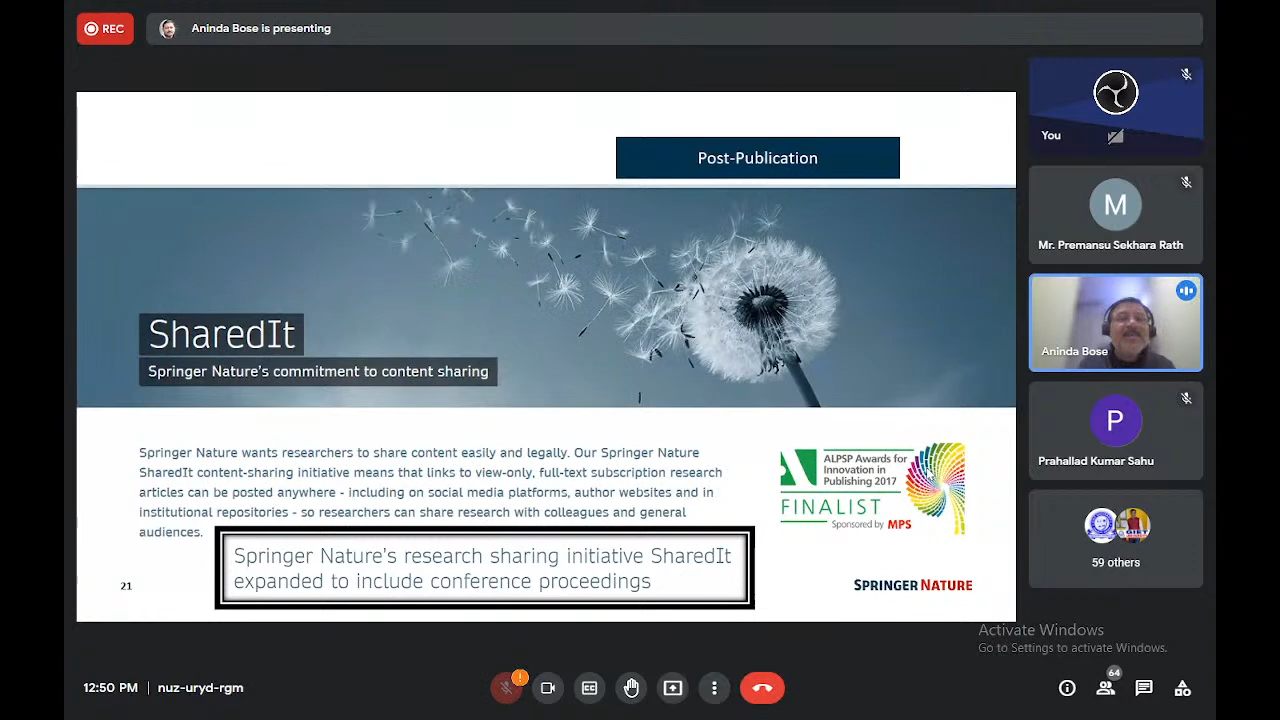 REC
Aninda Bose is presenting
Post-Publication
SharedIt
Springer Nature's commitment to content sharing
Springer Nature wants researchers to share content easily and legally. Our Springer Nature
SharedIt content-sharing initiative means that links to view-only, full-text subscription research
articles can be posted anywhere - including on social media platforms, author websites and in
institutional repositories - so researchers can share research with colleagues and general
audiences.
Springer Nature's research sharing initiative SharedIt
expanded to include conference proceedings
ALPSP Awards for
Innovation in
Publishing 2017
FINALIST
Sponsored by MPS
21
SPRINGER NATURE
You
M
Mr. Premansu Sekhara Rath
Aninda Bose
P
Prahallad Kumar Sahu
GIET
59 others
Activate Windows
Go to Settings to activate Windows.
12:50 PM | nuz-uryd-rgm
CC
64